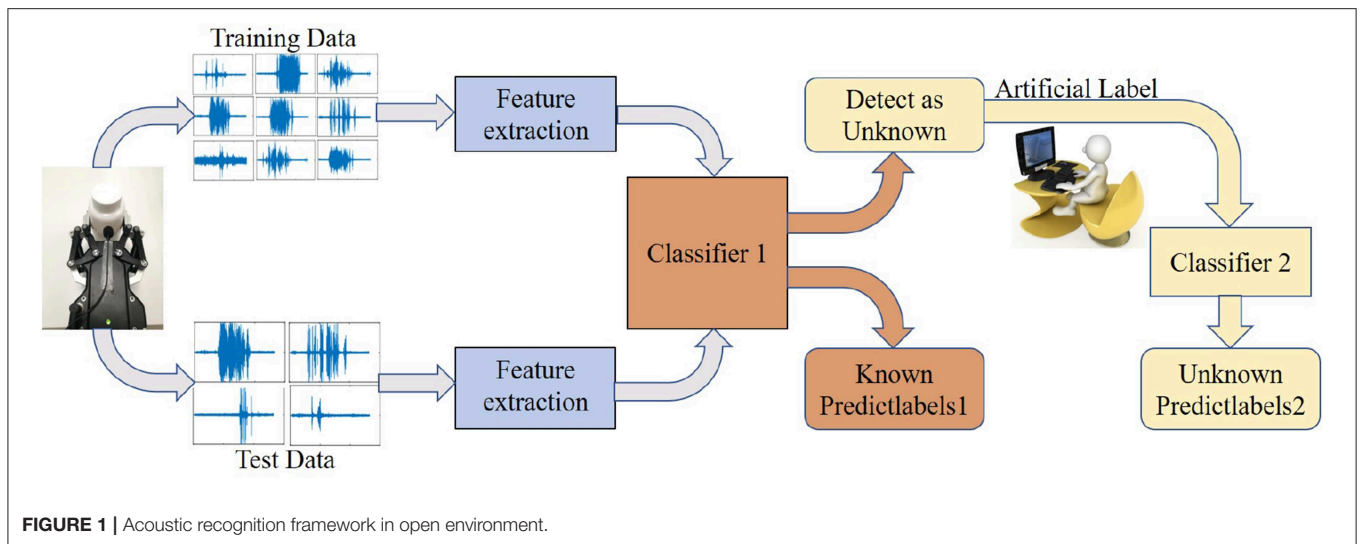 Training Data
Feature
extraction
Detect as
Unknown
Artificial Label
Classifier 1
Classifier 2
Feature
extraction
Known
Predictlabels1
Unknown
Predictlabels2
Test Data
FIGURE 1 | Acoustic recognition framework in open environment.